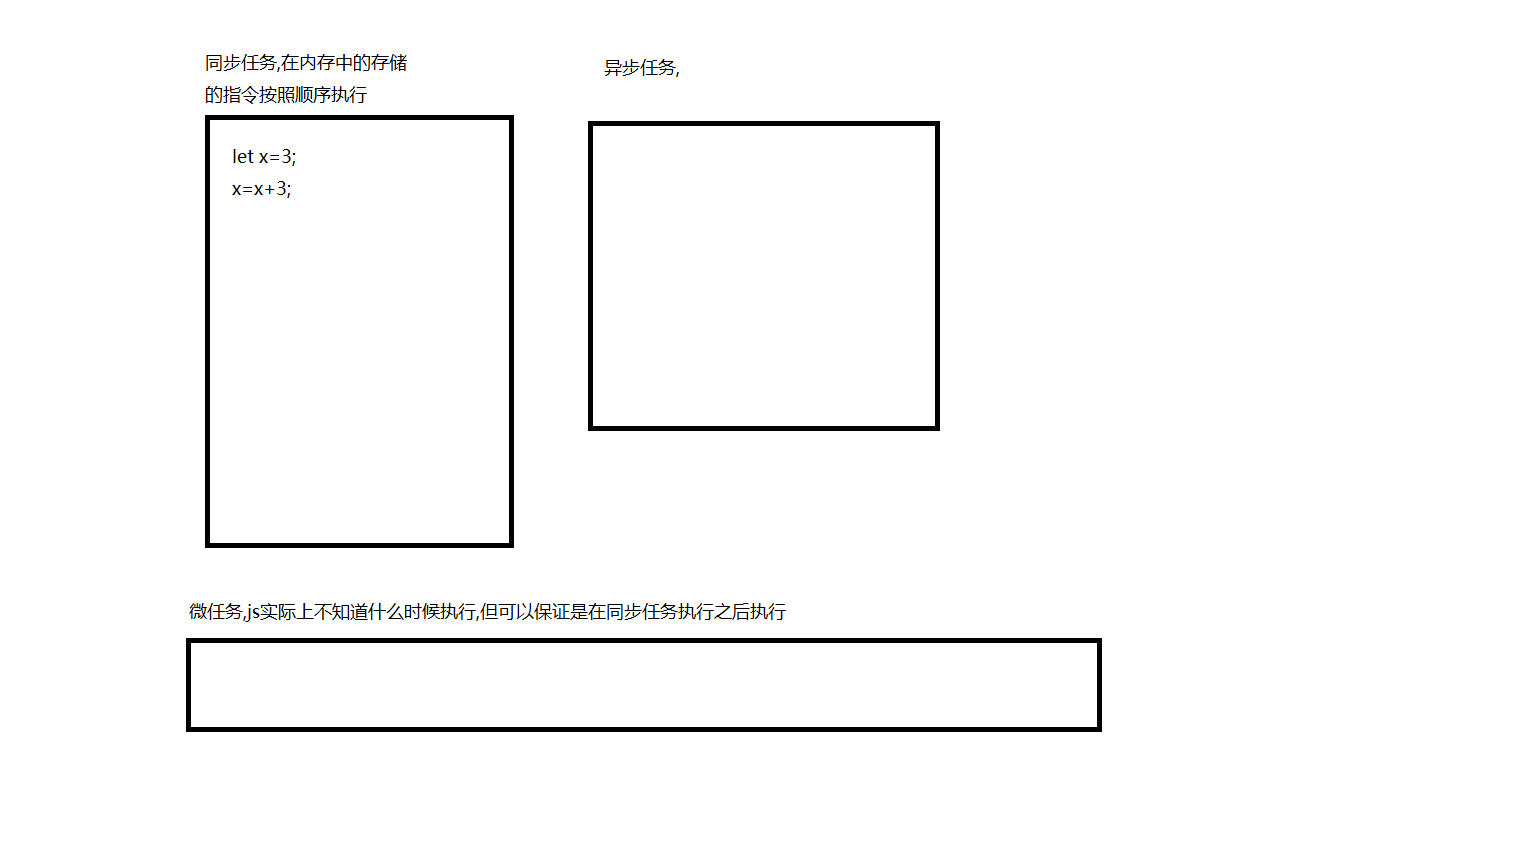 同步任务,在内存中的存储
的指令按照顺序执行
异步任务,
let x=3;
x=x+3;
微任务,js实际上不知道什么时候执行,但可以保证是在同步任务执行之后执行